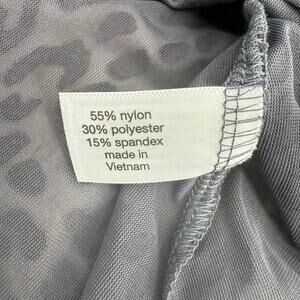 55% nylon
30% polyester
15% spandex
made in
Vietnam